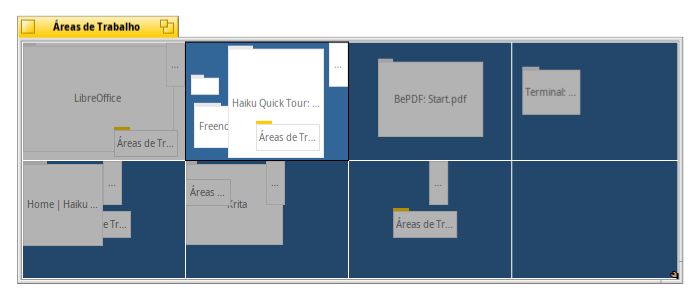 Áreas de Trabalho
LibreOffice
...
Áreas de Tr...
...
Haiku Quick Tour: ...
Freenc
Áreas de Tr...
BePDF: Start.pdf
Terminal: ...
Home | Haiku ...
...
e Tr...
Áreas ...
...
Krita
...
Áreas de Tr...